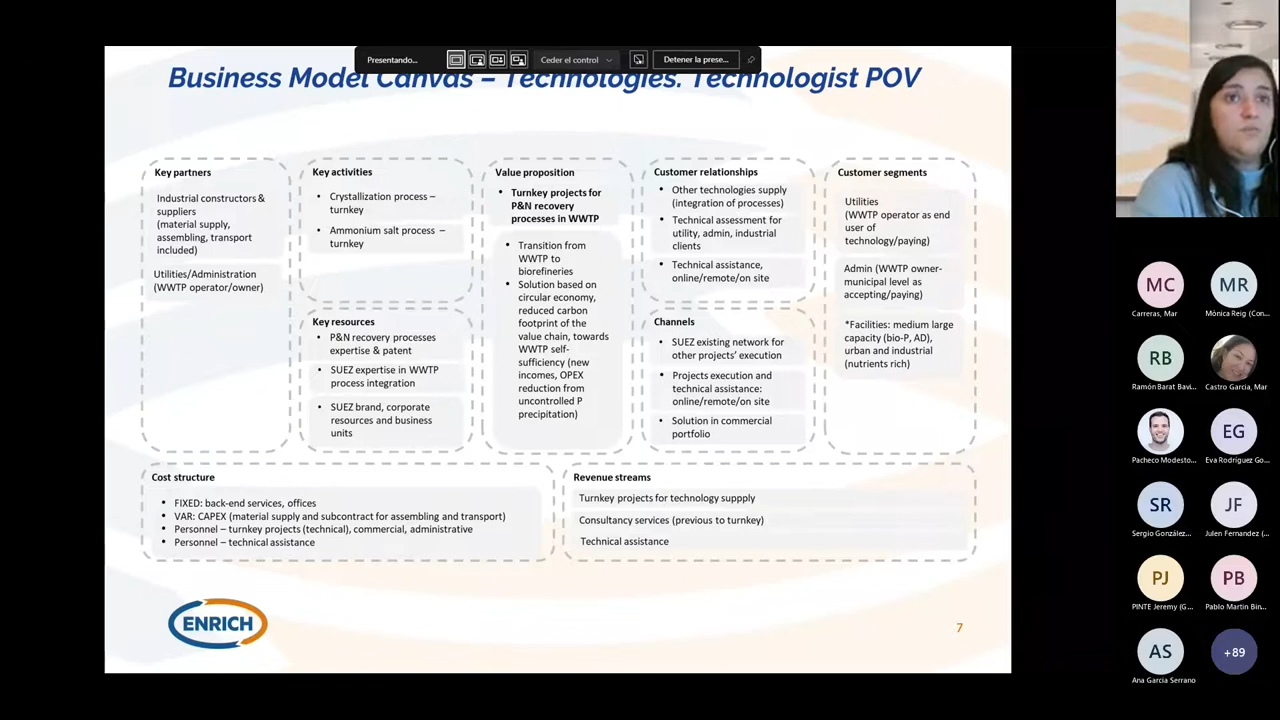 Presentando...
Ceder el control
Detener la prese...
Business Model Canvas – Technologies. Technologist POV
Key partners
Industrial constructors &
suppliers
(material supply,
assembling, transport
included)
Utilities/Administration
(WWTP operator/owner)
Key activities
• Crystallization process –
turnkey
• Ammonium salt process –
turnkey
Key resources
• P&N recovery processes
expertise & patent
• SUEZ expertise in WWTP
process integration
• SUEZ brand, corporate
resources and business
units
Value proposition
• Turnkey projects for
P&N recovery
processes in WWTP
• Transition from
WWTP to
biorefineries
• Solution based on
circular economy,
reduced carbon
footprint of the
value chain, towards
WWTP self-
sufficiency (new
incomes, OPEX
reduction from
uncontrolled P
precipitation)
Customer relationships
• Other technologies supply
(integration of processes)
• Technical assessment for
utility, admin, industrial
clients
• Technical assistance,
online/remote/on site
Channels
• SUEZ existing network for
other projects' execution
• Projects execution and
technical assistance:
online/remote/on site
• Solution in commercial
portfolio
Customer segments
Utilities
(WWTP operator as end
user of
technology/paying)
Admin (WWTP owner-
municipal level as
accepting/paying)
*Facilities: medium large
capacity (bio-P, AD),
urban and industrial
(nutrients rich)
Cost structure
• FIXED: back-end services, offices
• VAR: CAPEX (material supply and subcontract for assembling and transport)
• Personnel – turnkey projects (technical), commercial, administrative
• Personnel – technical assistance
Revenue streams
Turnkey projects for technology suppply
Consultancy services (previous to turnkey)
Technical assistance
ENRICH
7
MC
MR
Carreras, Mar
Mónica Reig (Con...
RB
Ramón Barat Bavi...
Castro Garcia, Mar
EG
Pacheco Modesto...
Eva Rodríguez Go...
SR
JF
Sergio González...
Julen Fernandez (...
PJ
PB
PINTE Jeremy (G...
Pablo Martin Bin...
AS
+89
Ana Garcia Serrano